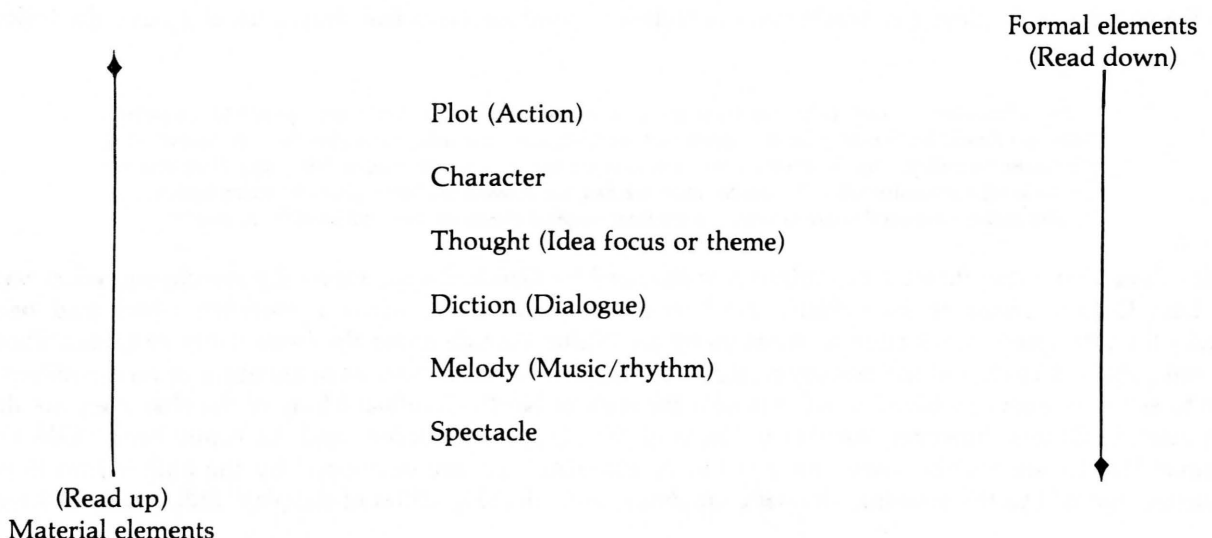 Formal elements
(Read down)
Plot (Action)
Character
Thought (Idea focus or theme)
Diction (Dialogue)
Melody (Music/rhythm)
Spectacle
(Read up)
Material elements